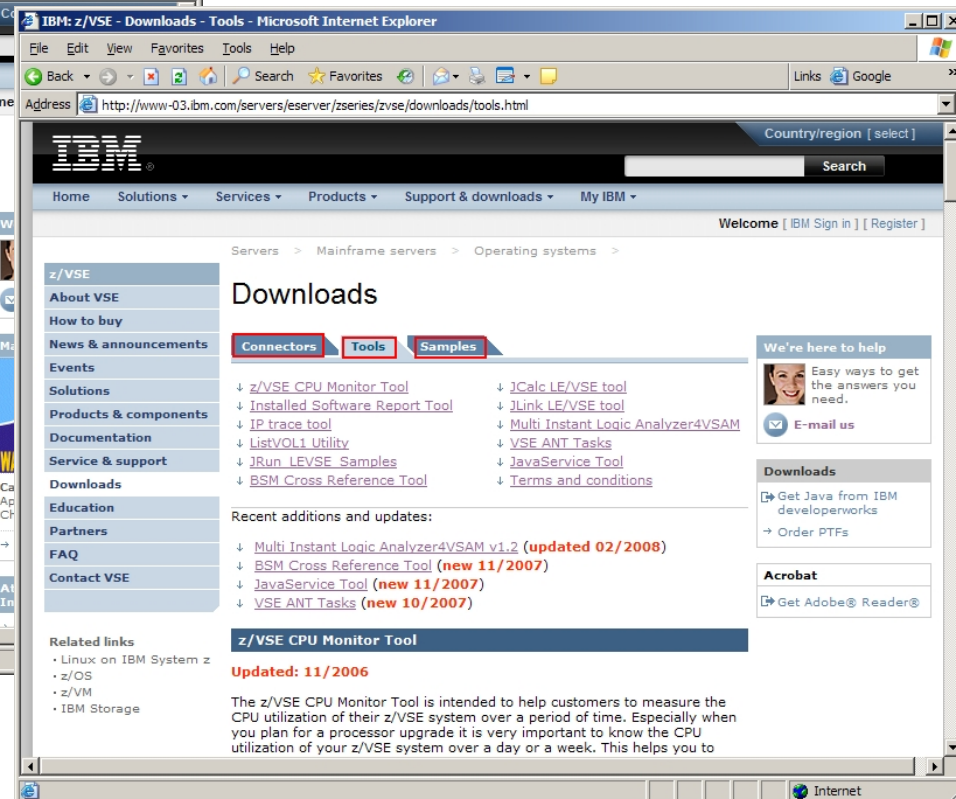 IBM: z/VSE - Downloads - Tools - Microsoft Internet Explorer
File Edit View Favorites Tools Help
Back Search Favorites Links Google
Address http://www-03.ibm.com/servers/eserver/zseries/zvse/downloads/tools.html
Country/region [ select ]
IBM®
Search
Home Solutions Services Products Support & downloads My IBM
Welcome [ IBM Sign in ] [ Register ]
Servers > Mainframe servers > Operating systems >
z/VSE
About VSE
How to buy
News & announcements
Events
Solutions
Products & components
Documentation
Service & support
Downloads
Education
Partners
FAQ
Contact VSE
Related links
· Linux on IBM System z
· z/OS
· z/VM
· IBM Storage
Downloads
Connectors Tools Samples
↓ z/VSE CPU Monitor Tool
↓ Installed Software Report Tool
↓ IP trace tool
↓ ListVOL1 Utility
↓ JRun LEVSE Samples
↓ BSM Cross Reference Tool
↓ JCalc LE/VSE tool
↓ JLink LE/VSE tool
↓ Multi Instant Logic Analyzer4VSAM
↓ VSE ANT Tasks
↓ JavaService Tool
↓ Terms and conditions
Recent additions and updates:
↓ Multi Instant Logic Analyzer4VSAM v1.2 (updated 02/2008)
↓ BSM Cross Reference Tool (new 11/2007)
↓ JavaService Tool (new 11/2007)
↓ VSE ANT Tasks (new 10/2007)
z/VSE CPU Monitor Tool
Updated: 11/2006
The z/VSE CPU Monitor Tool is intended to help customers to measure the
CPU utilization of their z/VSE system over a period of time. Especially when
you plan for a processor upgrade it is very important to know the CPU
utilization of your z/VSE system over a day or a week. This helps you to
We're here to help
Easy ways to get
the answers you
need.
E-mail us
Downloads
Get Java from IBM
developerworks
→ Order PTFs
Acrobat
Get Adobe® Reader®
Internet